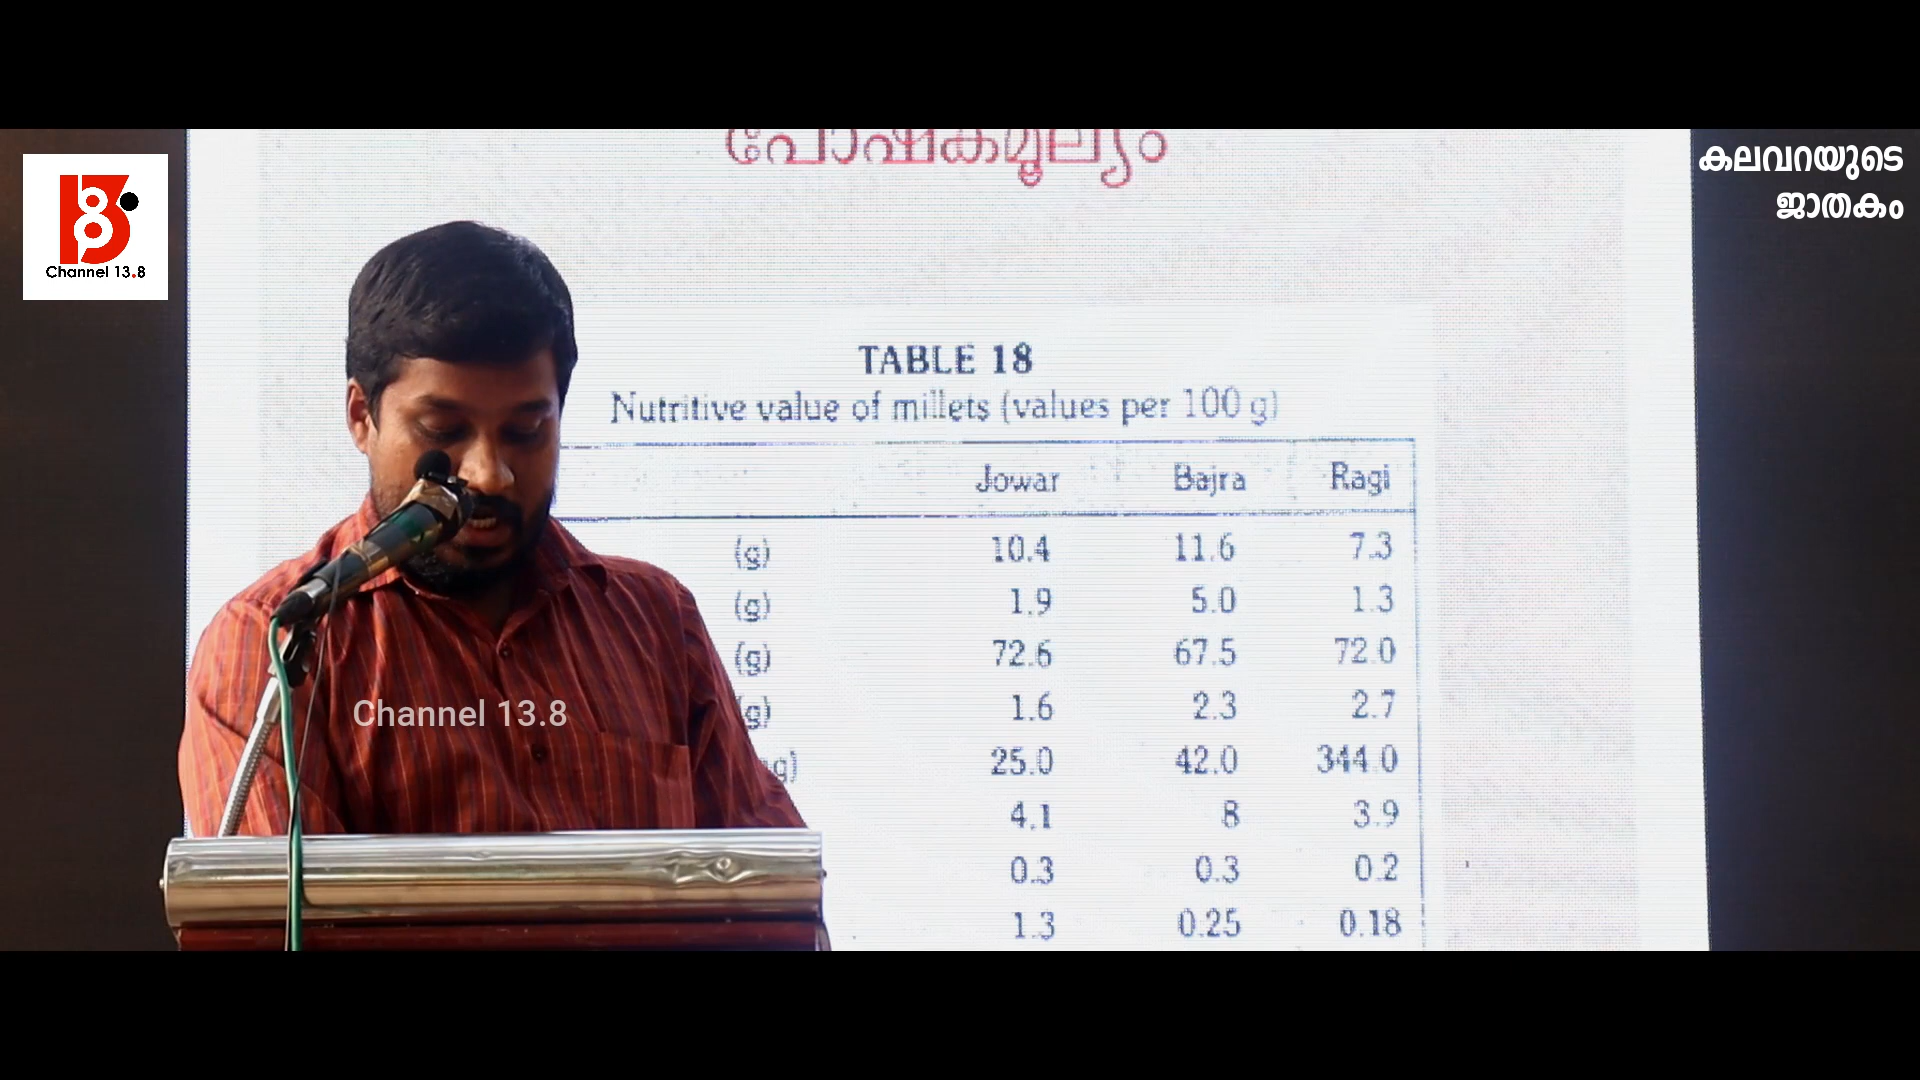 പോഷകമൂല്യം
കലവറയുടെ
ജാതകം
Channel 13.8
TABLE 18
Nutritive value of millets (values per 100 g)
Jowar Bajra Ragi
(g) 10.4 11.6 7.3
(g) 1.9 5.0 1.3
(g) 72.6 67.5 72.0
(g) 1.6 2.3 2.7
g) 25.0 42.0 344.0
4.1 8 3.9
0.3 0.3 0.2
1.3 0.25 0.18
Channel 13.8